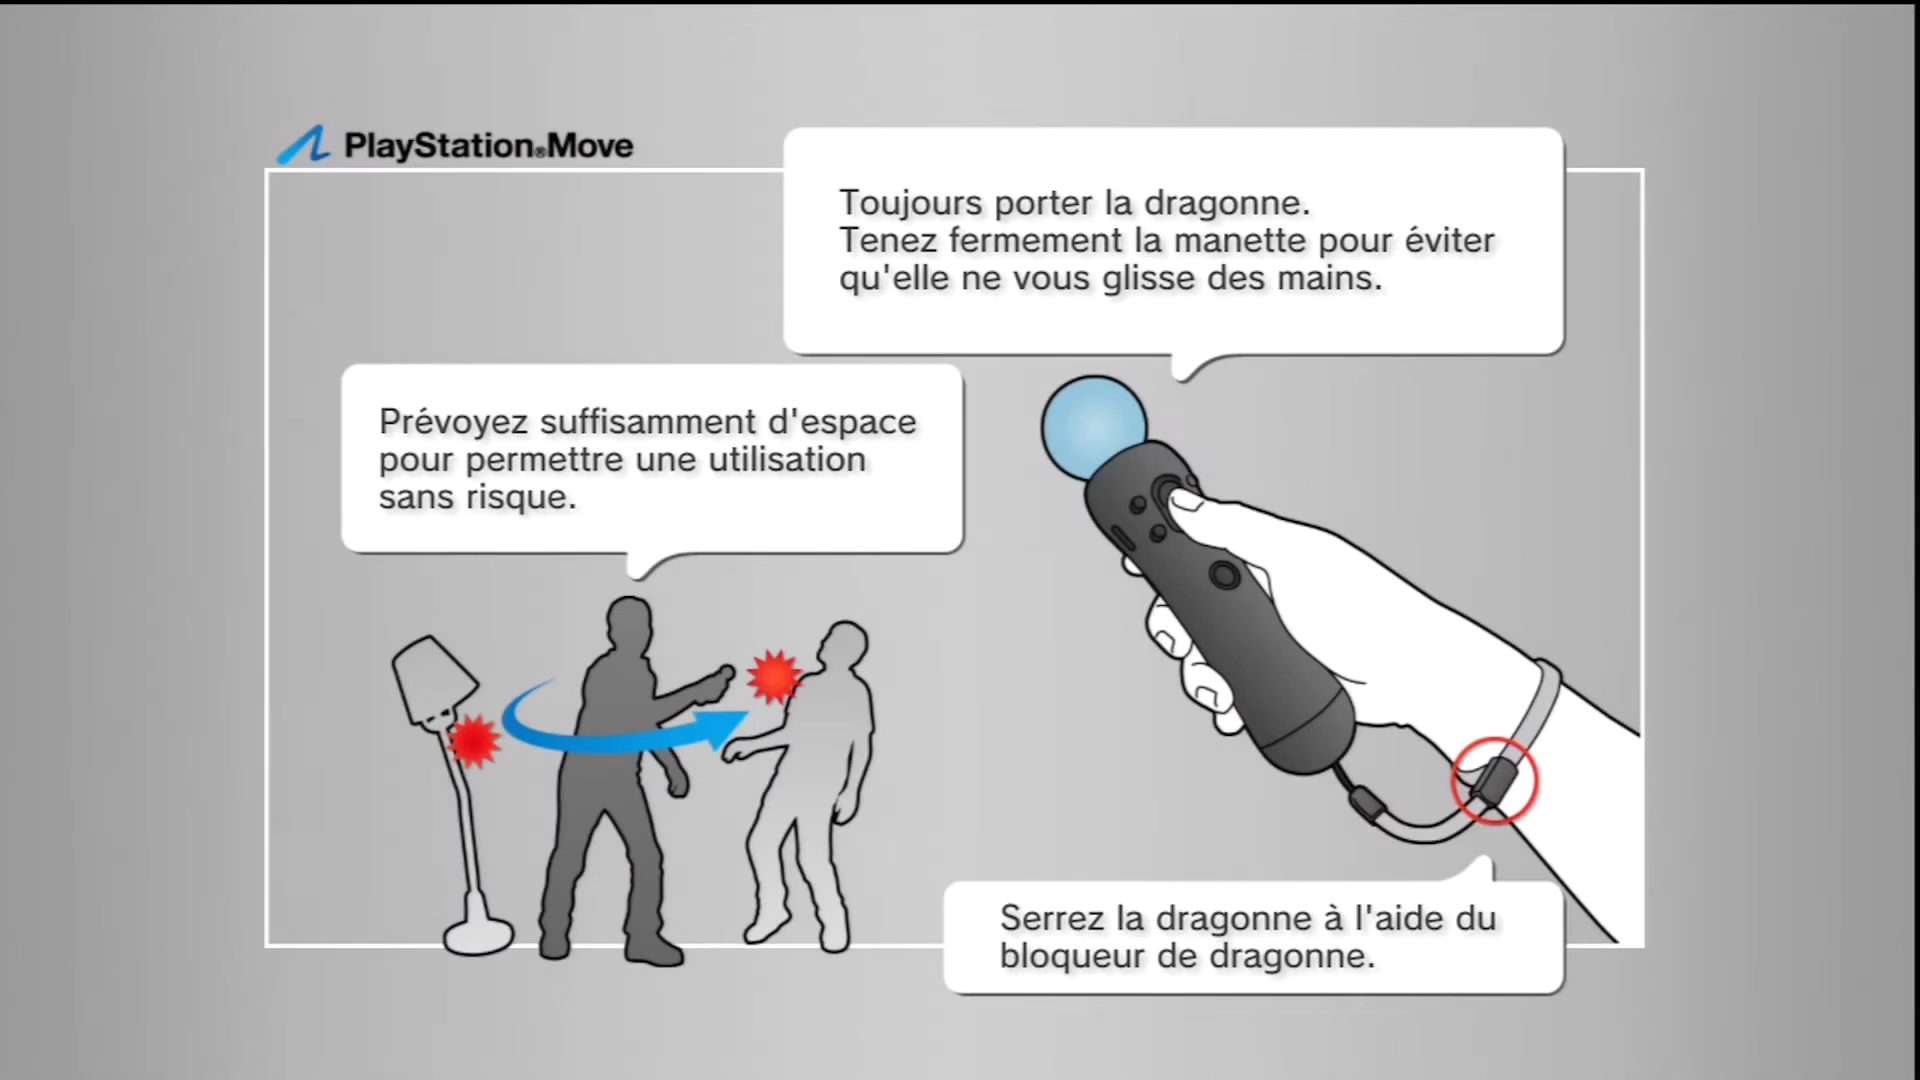 PlayStation®Move
Toujours porter la dragonne.
Tenez fermement la manette pour éviter
qu'elle ne vous glisse des mains.
Prévoyez suffisamment d'espace
pour permettre une utilisation
sans risque.
Serrez la dragonne à l'aide du
bloqueur de dragonne.